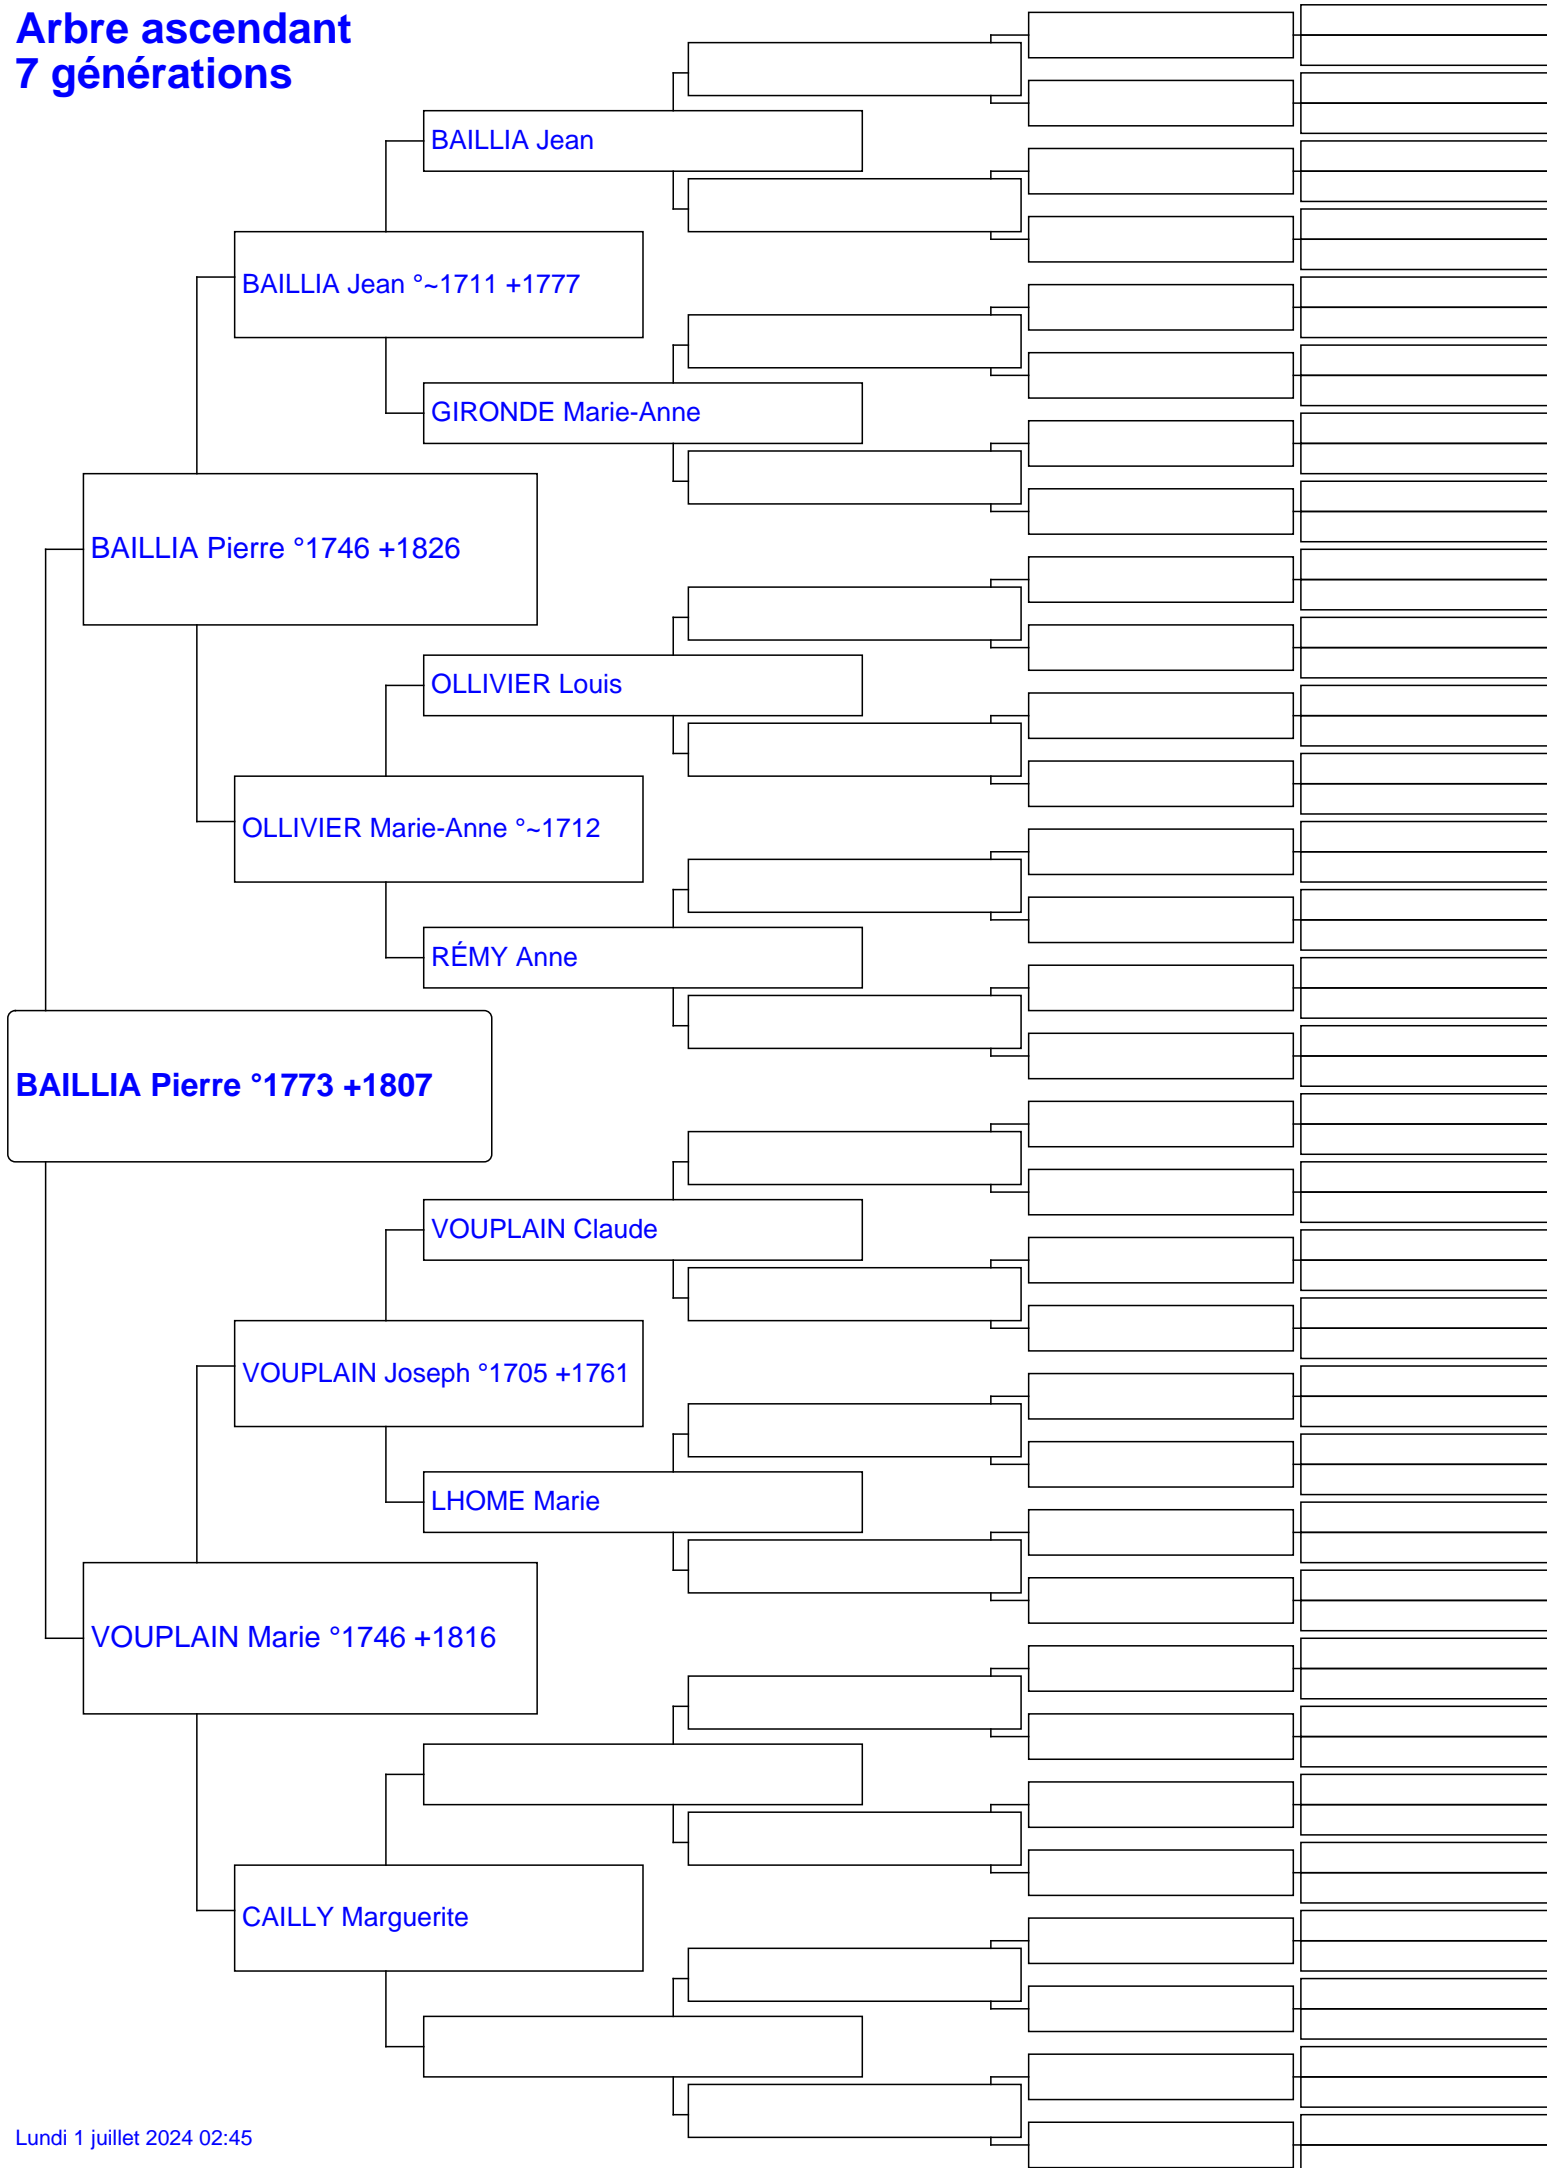 Arbre ascendant
7 générations
BAILLIA Jean
BAILLIA Jean °~1711 +1777
GIRONDE Marie-Anne
BAILLIA Pierre °1746 +1826
OLLIVIER Louis
OLLIVIER Marie-Anne °~1712
RÉMY Anne
BAILLIA Pierre °1773 +1807
VOUPLAIN Claude
VOUPLAIN Joseph °1705 +1761
LHOME Marie
VOUPLAIN Marie °1746 +1816
CAILLY Marguerite
Lundi 1 juillet 2024 02:45